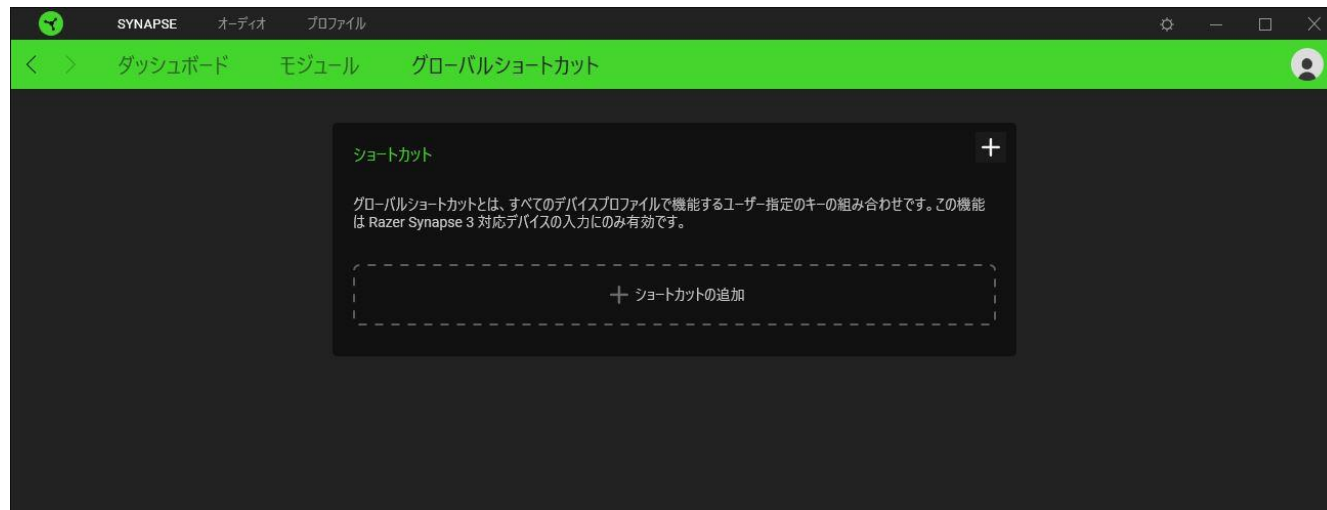 SYNAPSE オーディオ プロファイル
ダッシュボード モジュール グローバルショートカット
ショートカット
グローバルショートカットとは、すべてのデバイスプロファイルで機能するユーザー指定のキーの組み合わせです。この機能
は Razer Synapse 3 対応デバイスの入力にのみ有効です。
ショートカットの追加